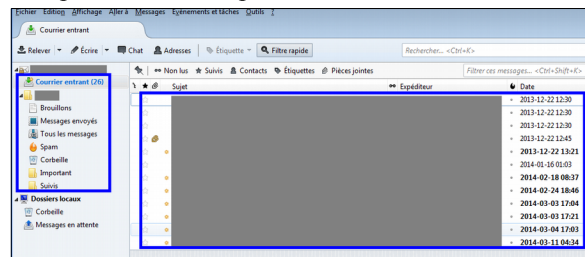 Fichier Edition Affichage Aller à Messages Evénements et tâches Outils ?
Courrier entrant
Relever Écrire Chat Adresses Étiquette Filtre rapide Rechercher... <Ctrl+K>
Non lus Suivis Contacts Étiquettes Pièces jointes Filtrer ces messages... <Ctrl+Shift+K>
Courrier entrant (26)
Brouillons
Messages envoyés
Tous les messages
Spam
Corbeille
Important
Suivis
Dossiers locaux
Corbeille
Messages en attente
Sujet Expéditeur Date
2013-12-22 12:30
2013-12-22 12:30
2013-12-22 12:30
2013-12-22 12:45
2013-12-22 13:21
2014-01-16 01:03
2014-02-18 08:37
2014-02-24 18:46
2014-03-03 17:04
2014-03-03 17:21
2014-03-04 17:03
2014-03-11 04:34